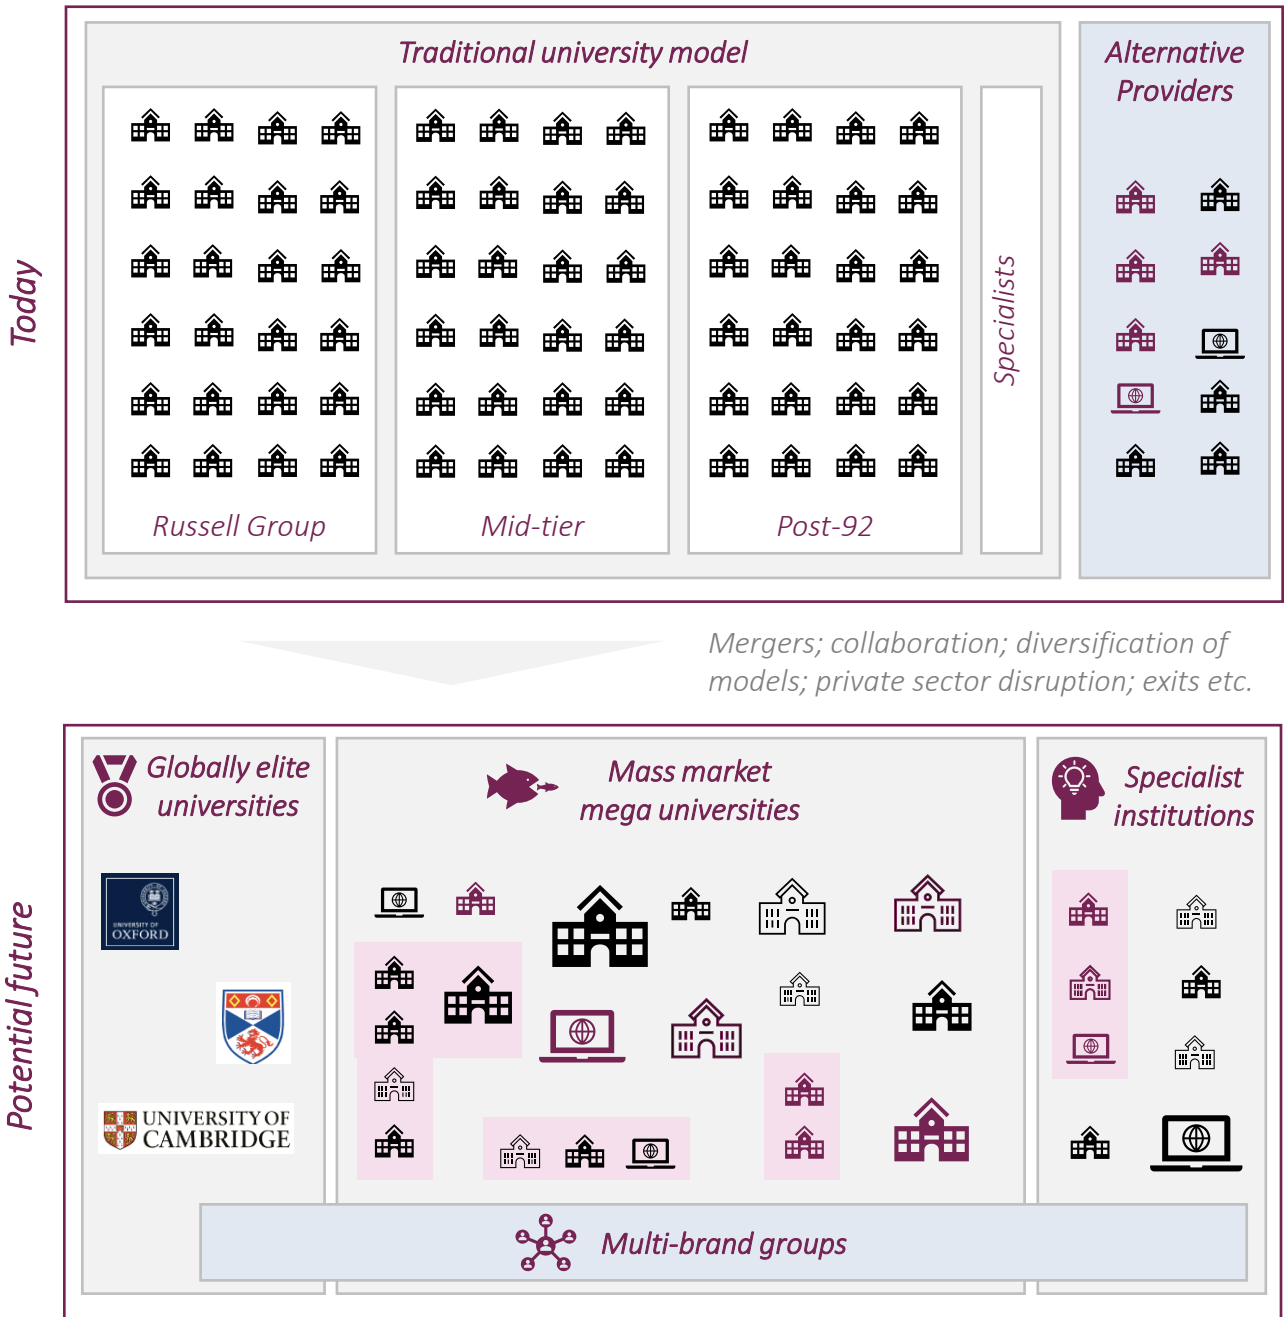 Today
Traditional university model
Alternative
Providers
Specialists
Russell Group
Mid-tier
Post-92
Mergers; collaboration; diversification of
models; private sector disruption; exits etc.
Potential future
Globally elite
universities
Mass market
mega universities
Specialist
institutions
UNIVERSITY OF
OXFORD
UNIVERSITY OF
CAMBRIDGE
Multi-brand groups